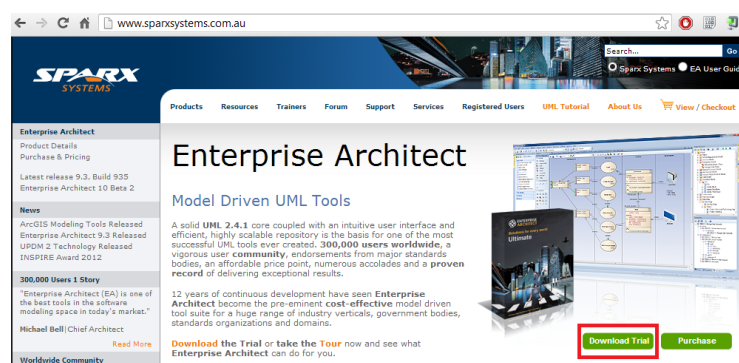 www.sparxsystems.com.au
Search...
Go
Sparx Systems EA User Guid
SPARX
SYSTEMS
Products Resources Trainers Forum Support Services Registered Users UML Tutorial About Us View / Checkout
Enterprise Architect
Product Details
Purchase & Pricing
Latest release 9.3. Build 935
Enterprise Architect 10 Beta 2
News
ArcGIS Modeling Tools Released
Enterprise Architect 9.3 Released
UPDM 2 Technology Released
INSPIRE Award 2012
300,000 Users 1 Story
"Enterprise Architect (EA) is one of
the best tools in the software
modeling space in today's market."
Michael Bell|Chief Architect
Read More
Worldwide Community
Enterprise Architect
Model Driven UML Tools
A solid UML 2.4.1 core coupled with an intuitive user interface and
efficient, highly scalable repository is the basis for one of the most
successful UML tools ever created. 300,000 users worldwide, a
vigorous user community, endorsements from major standards
bodies, an affordable price point, numerous accolades and a proven
record of delivering exceptional results.
12 years of continuous development have seen Enterprise
Architect become the pre-eminent cost-effective model driven
tool suite for a huge range of industry verticals, government bodies,
standards organizations and domains.
Download the Trial or take the Tour now and see what
Enterprise Architect can do for you.
ENTERPRISE
ARCHITECT
Ultimate
Download Trial
Purchase